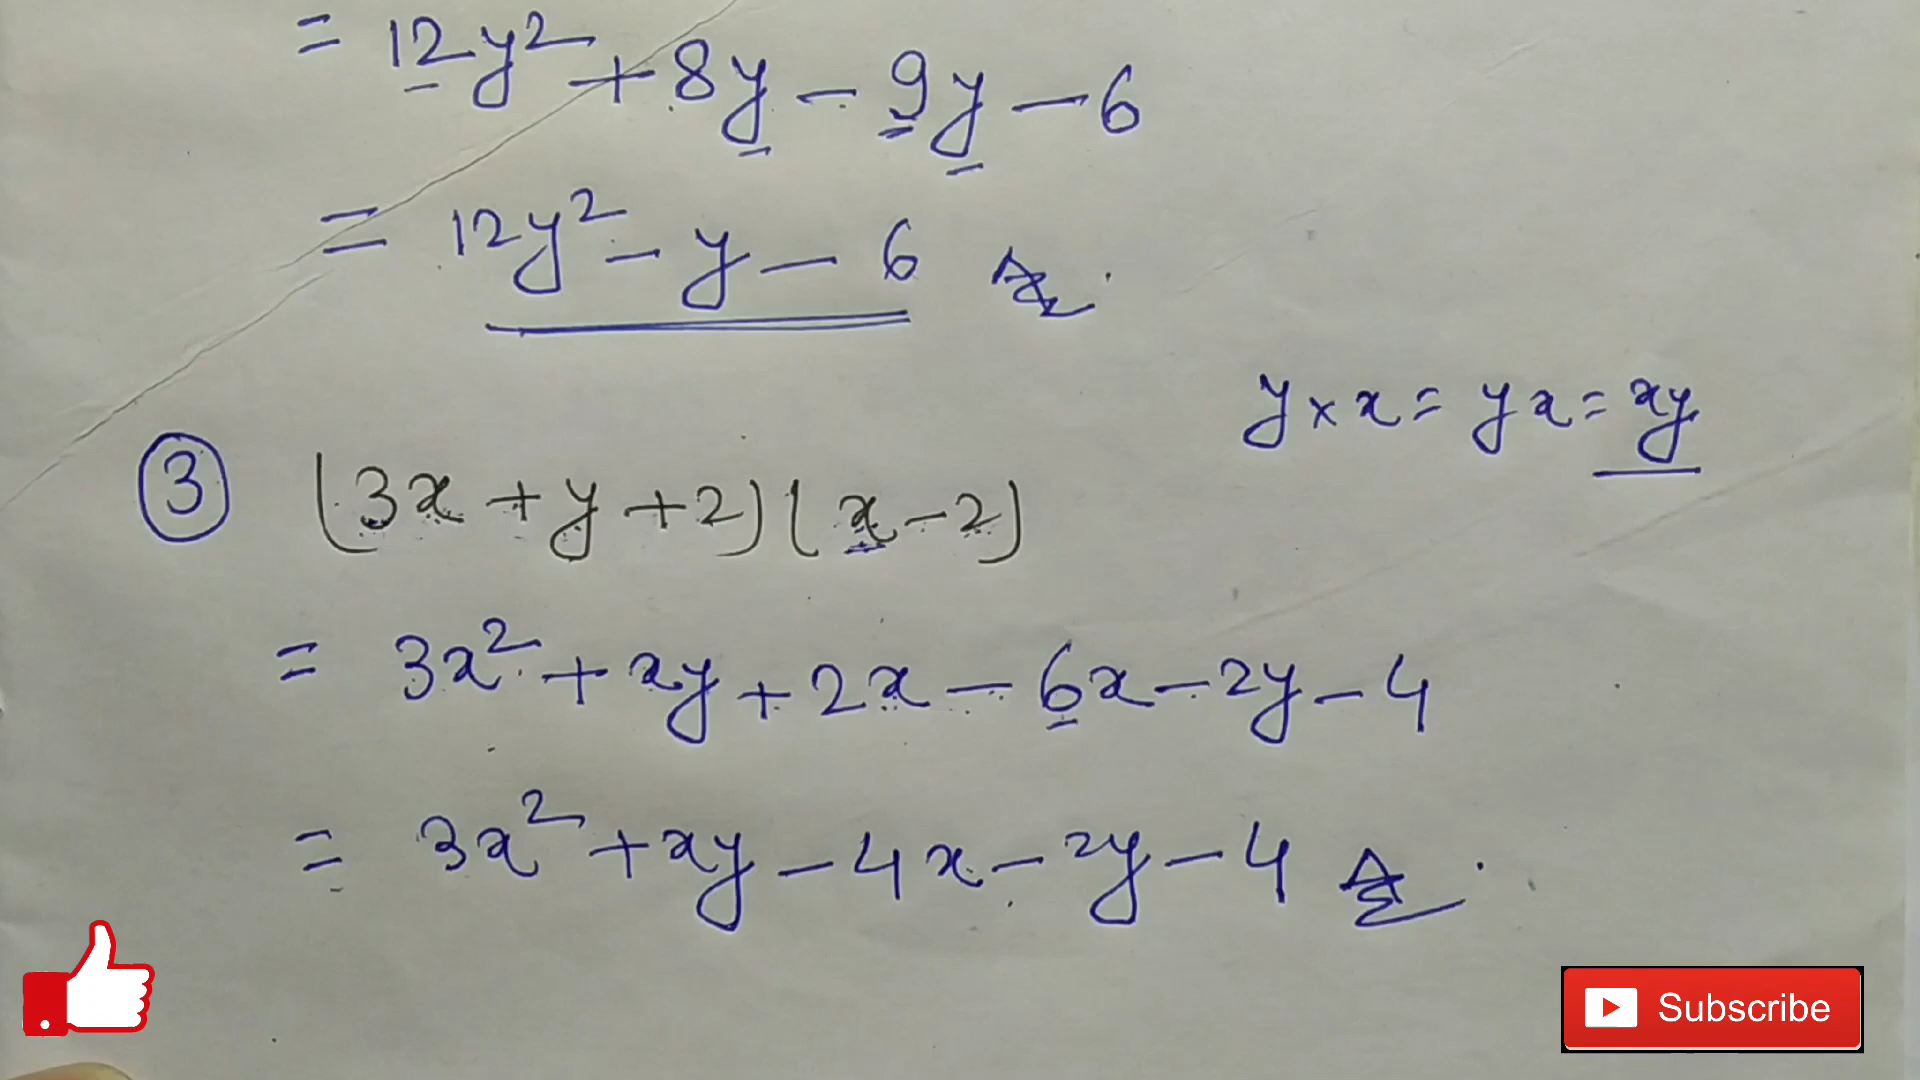 = 12y² + 8y - 9y - 6
= 12y² - y - 6
y × x = yx = xy
③ (3x + y + 2)(x - 2)
= 3x² + xy + 2x - 6x - 2y - 4
= 3x² + xy - 4x - 2y - 4
Subscribe